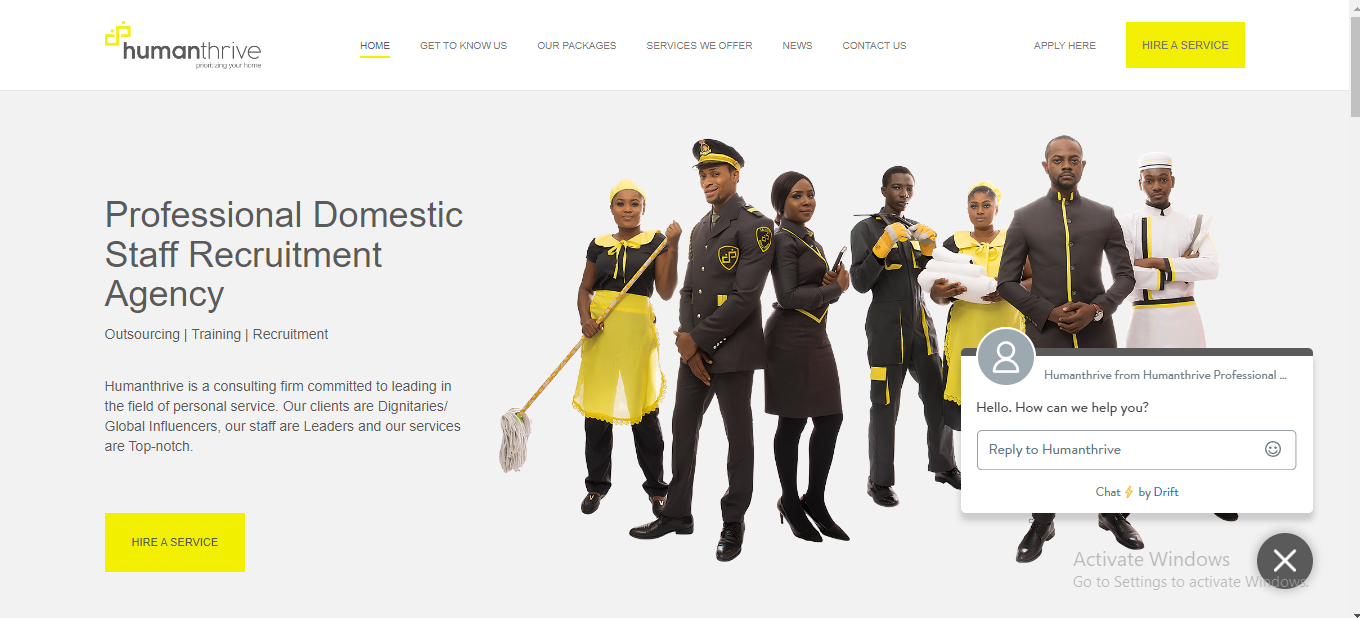 humanthrive
prioritizing your home
HOME
GET TO KNOW US
OUR PACKAGES
SERVICES WE OFFER
NEWS
CONTACT US
APPLY HERE
HIRE A SERVICE
Professional Domestic
Staff Recruitment
Agency
Outsourcing | Training | Recruitment
Humanthrive is a consulting firm committed to leading in
the field of personal service. Our clients are Dignitaries/
Global Influencers, our staff are Leaders and our services
are Top-notch.
HIRE A SERVICE
Humanthrive from Humanthrive Professional ...
Hello. How can we help you?
Reply to Humanthrive
Chat⚡by Drift
Activate Windows
Go to Settings to activate Windows.